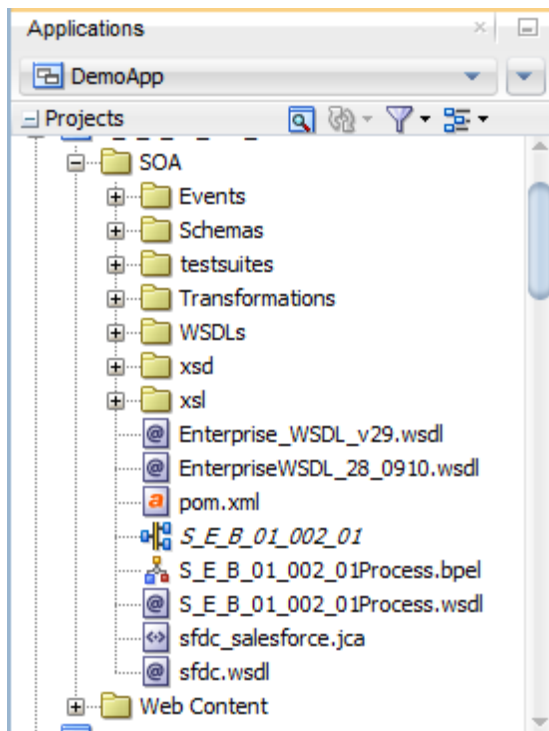 Applications
DemoApp
Projects
SOA
Events
Schemas
testsuites
Transformations
WSDLs
xsd
xsl
Enterprise_WSDL_v29.wsdl
EnterpriseWSDL_28_0910.wsdl
pom.xml
S_E_B_01_002_01
S_E_B_01_002_01Process.bpel
S_E_B_01_002_01Process.wsdl
sfdc_salesforce.jca
sfdc.wsdl
Web Content